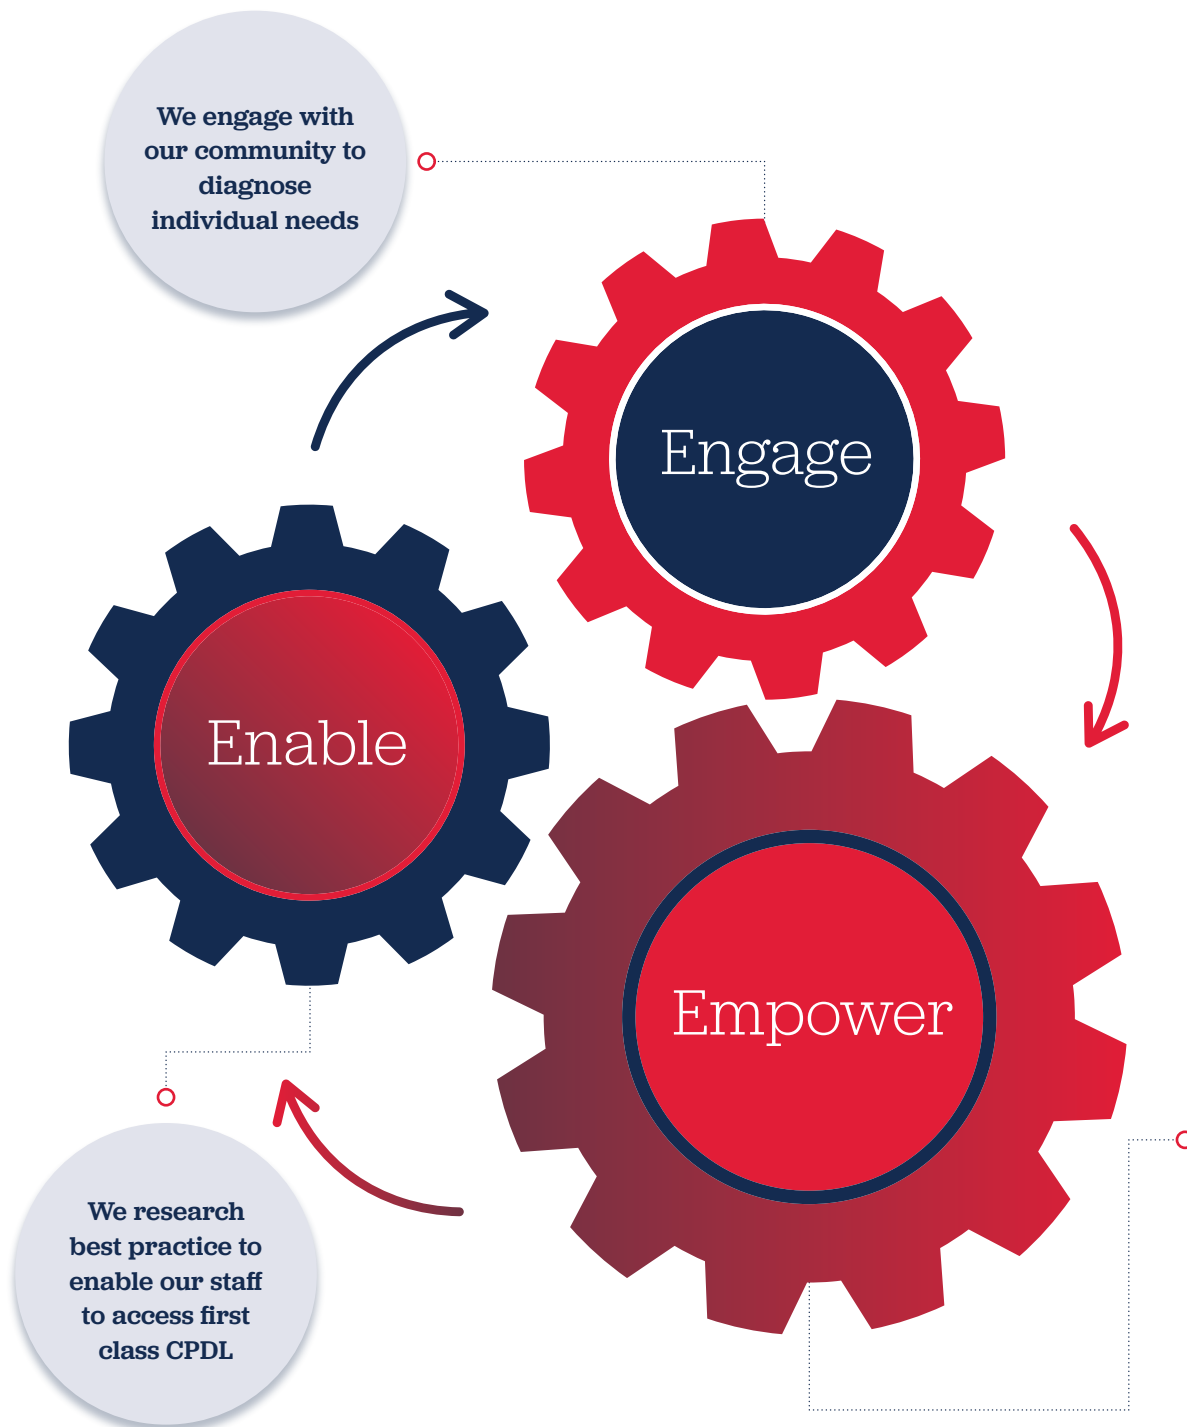 We engage with
our community to
diagnose
individual needs
Engage
Enable
Empower
We research
best practice to
enable our staff
to access first
class CPDL